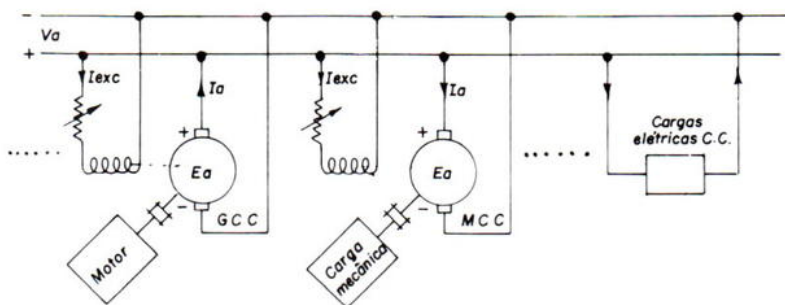 -
Va
+
Iexc
Ia
Iexc
Ia
Cargas
elétricas C.C.
+
Ea
-
GCC
Motor
+
Ea
-
MCC
Carga
mecânica